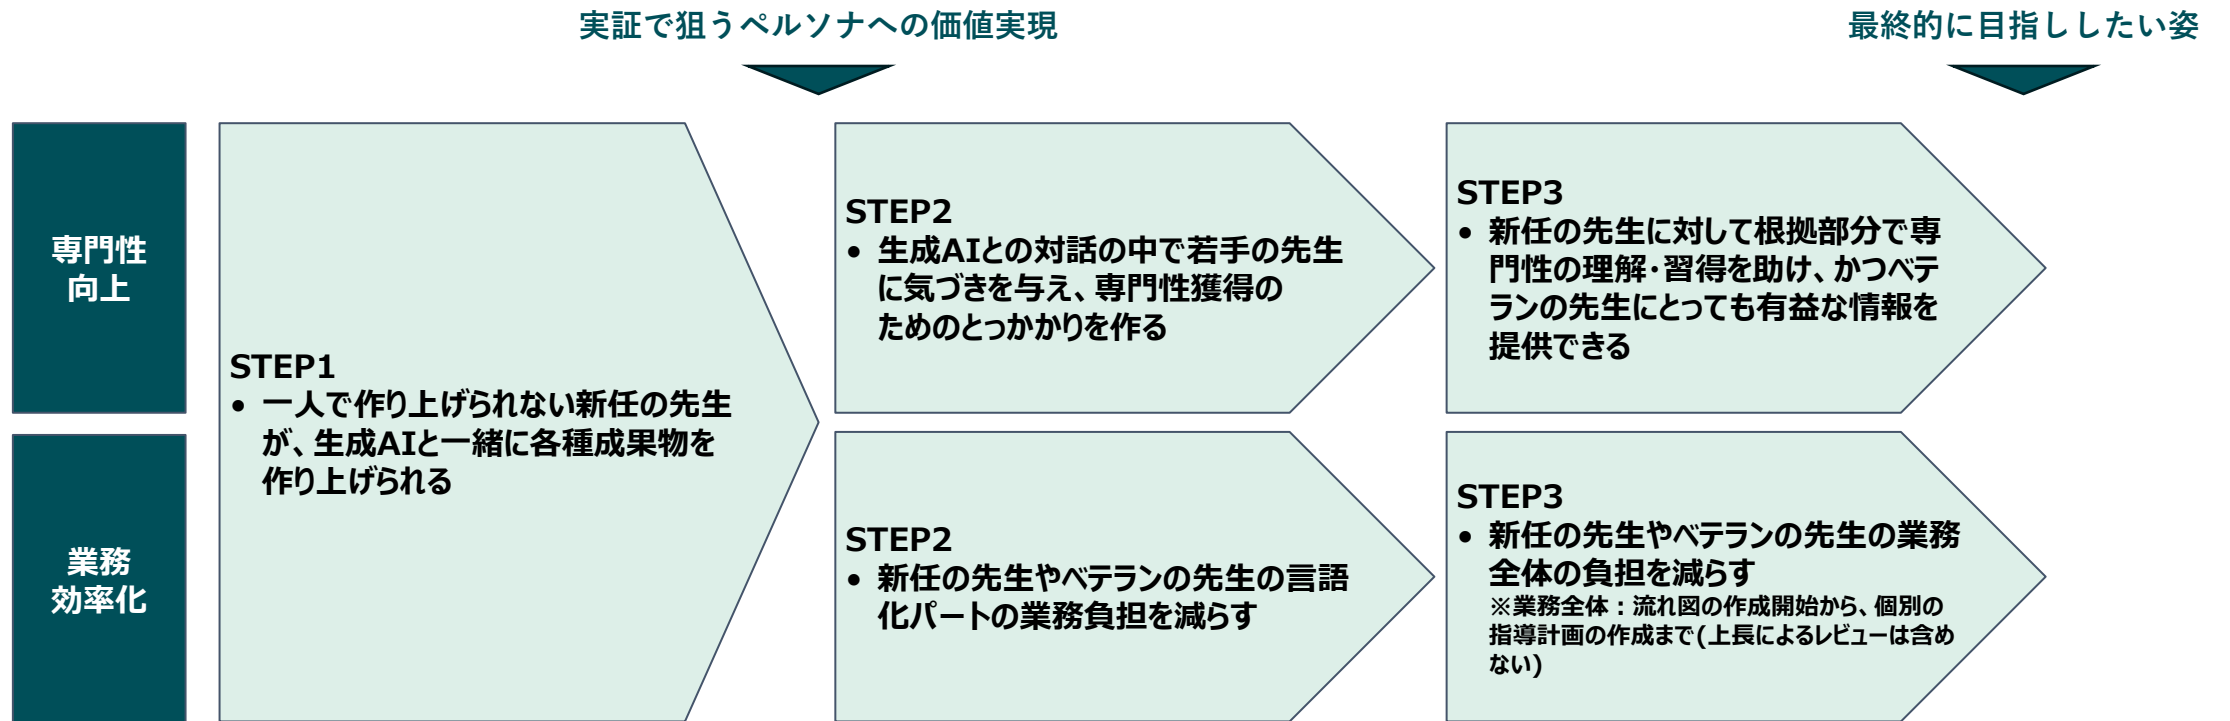 実証で狙うペルソナへの価値実現
最終的に目指ししたい姿
専門性
向上
STEP1
• 一人で作り上げられない新任の先生
が、生成AIと一緒に各種成果物を
作り上げられる
STEP2
• 生成AIとの対話の中で若手の先生
に気づきを与え、専門性獲得の
ためのとっかかりを作る
STEP3
• 新任の先生に対して根拠部分で専
門性の理解・習得を助け、かつベテ
ランの先生にとっても有益な情報を
提供できる
業務
効率化
STEP2
• 新任の先生やベテランの先生の言語
化パートの業務負担を減らす
STEP3
• 新任の先生やベテランの先生の業務
全体の負担を減らす
※業務全体：流れ図の作成開始から、個別の
指導計画の作成まで(上長によるレビューは含め
ない)